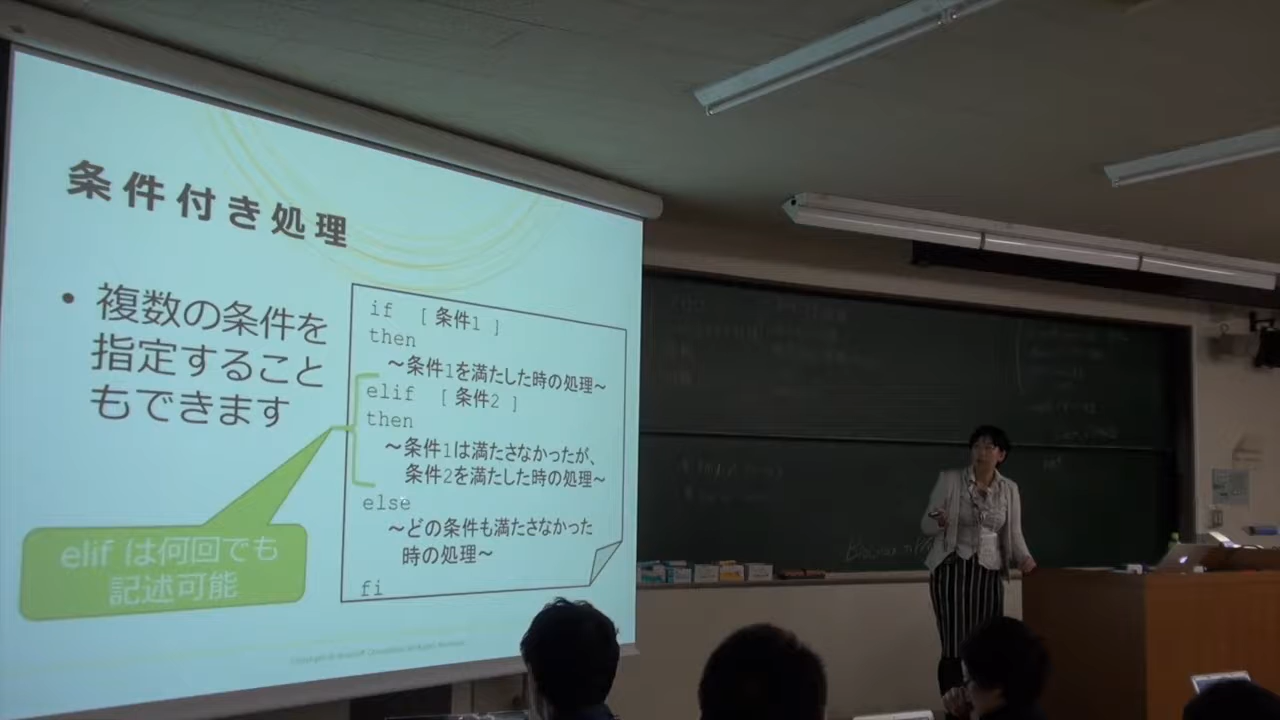 条件付き処理
• 複数の条件を
指定すること
もできます
if [ 条件1 ]
then
～条件1を満たした時の処理～
elif [ 条件2 ]
then
～条件1は満たさなかったが、
条件2を満たした時の処理～
else
～どの条件も満たさなかった
時の処理～
fi
elif は何回でも
記述可能